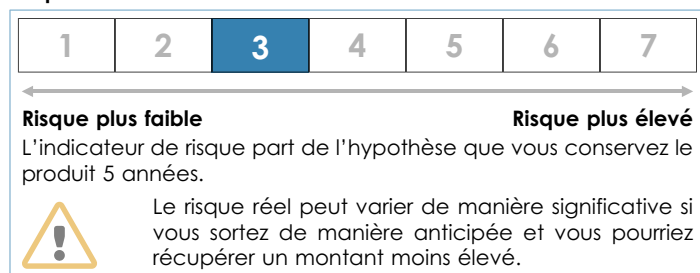 1 2 3 4 5 6 7
Risque plus faible Risque plus élevé
L'indicateur de risque part de l'hypothèse que vous conservez le
produit 5 années.
Le risque réel peut varier de manière significative si
vous sortez de manière anticipée et vous pourriez
récupérer un montant moins élevé.